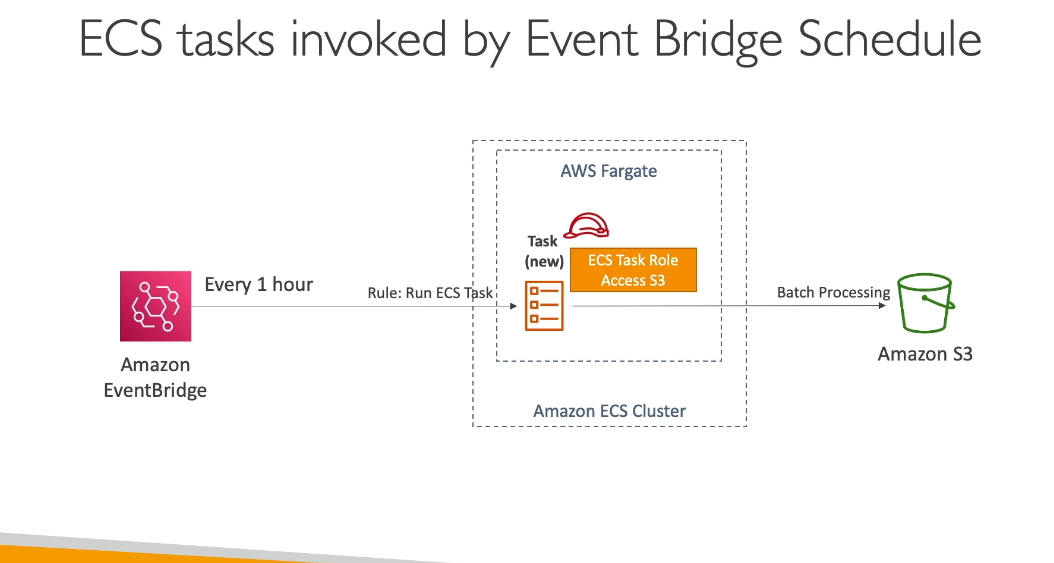 ECS tasks invoked by Event Bridge Schedule
AWS Fargate
Task
(new)
ECS Task Role
Access S3
Every 1 hour
Rule: Run ECS Task
Batch Processing
Amazon
EventBridge
Amazon S3
Amazon ECS Cluster